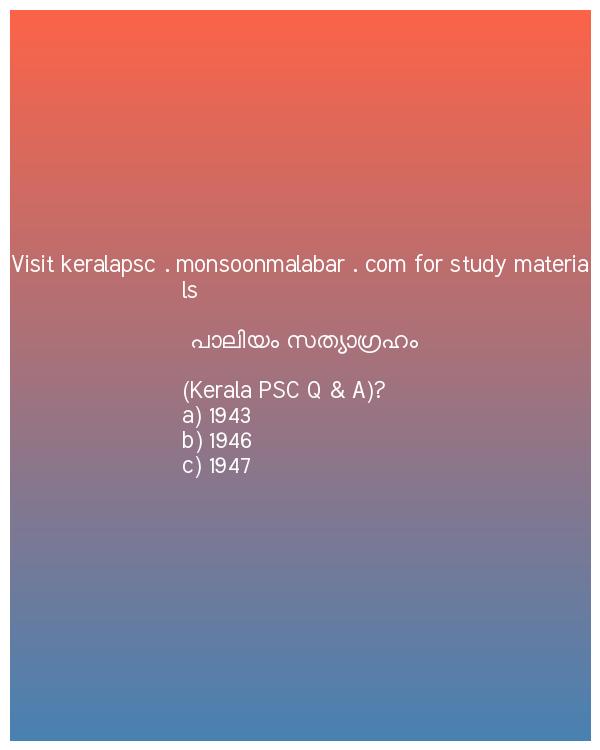 Visit keralapsc . monsoonmalabar . com for study materia
ls
പാലിയം സത്യാഗ്രഹം
(Kerala PSC Q & A)?
a) 1943
b) 1946
c) 1947